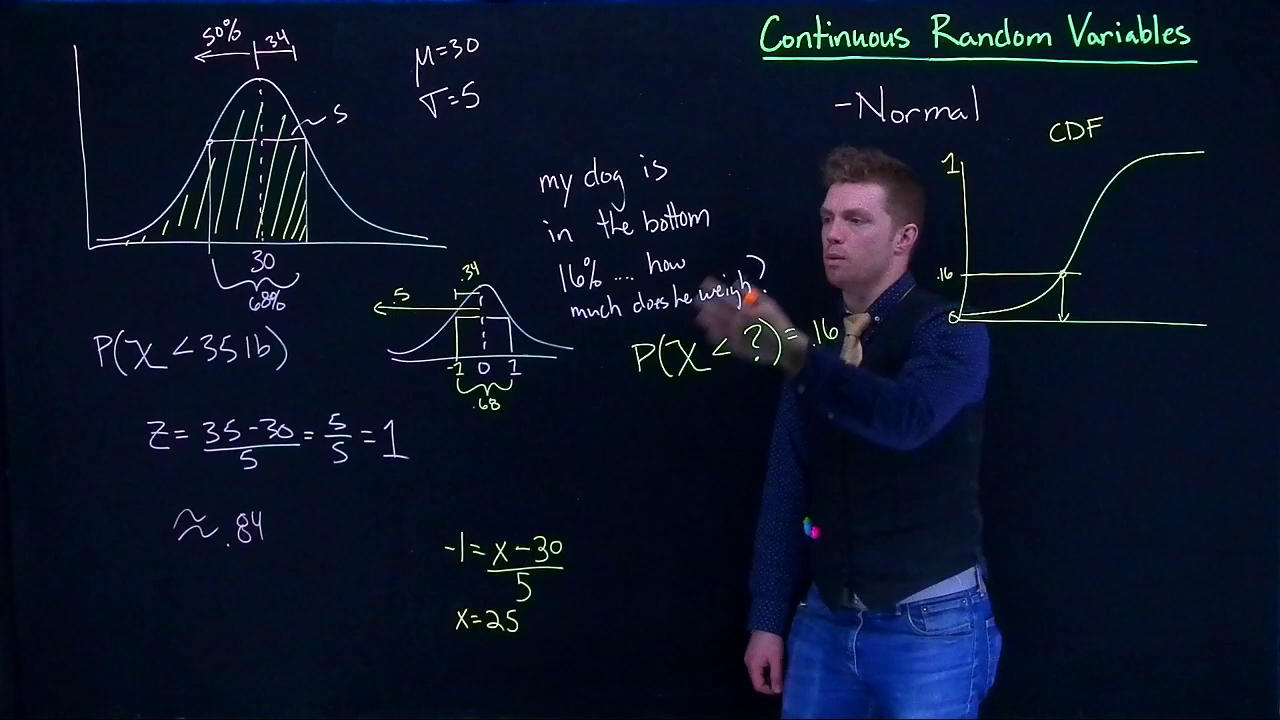 Continuous Random Variables
50% .34
μ=30
σ=5
5
30
68%
P(X < 35 lb)
Z = 35-30/5 = 5/5 = 1
≈ .84
.34
.5
-1 0 1
.68
-1 = x-30/5
x=25
my dog is
in the bottom
16% .... how
much does he weigh?
P(X < ?) = .16
-Normal
CDF
1
.16
0